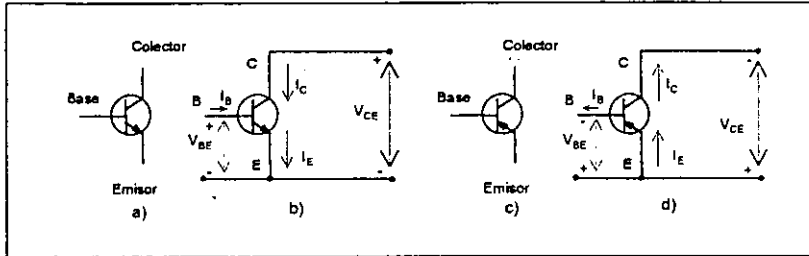 Colector
Base
Emisor
a)
C
I_C
B I_B
+
+
V_BE
V_CE
E
I_E
-
-
b)
Colector
Base
Emisor
c)
C
-
I_C
B I_B
-
V_BE
V_CE
E
I_E
+
+
d)